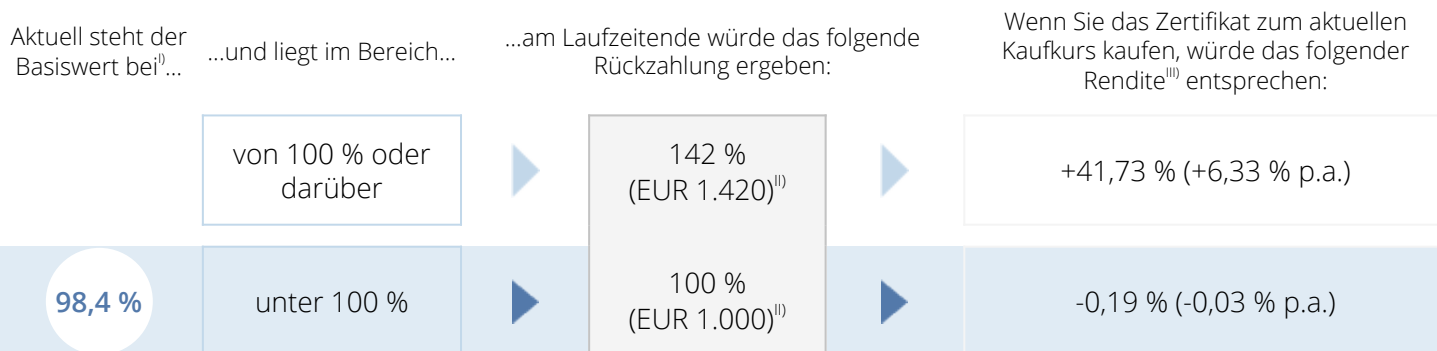 Aktuell steht der
Basiswert bei I)...
...und liegt im Bereich...
...am Laufzeitende würde das folgende
Rückzahlung ergeben:
Wenn Sie das Zertifikat zum aktuellen
Kaufkurs kaufen, würde das folgender
Rendite III) entsprechen:
von 100 % oder
darüber
142 %
(EUR 1.420) II)
+41,73 % (+6,33 % p.a.)
98,4 %
unter 100 %
100 %
(EUR 1.000) II)
-0,19 % (-0,03 % p.a.)